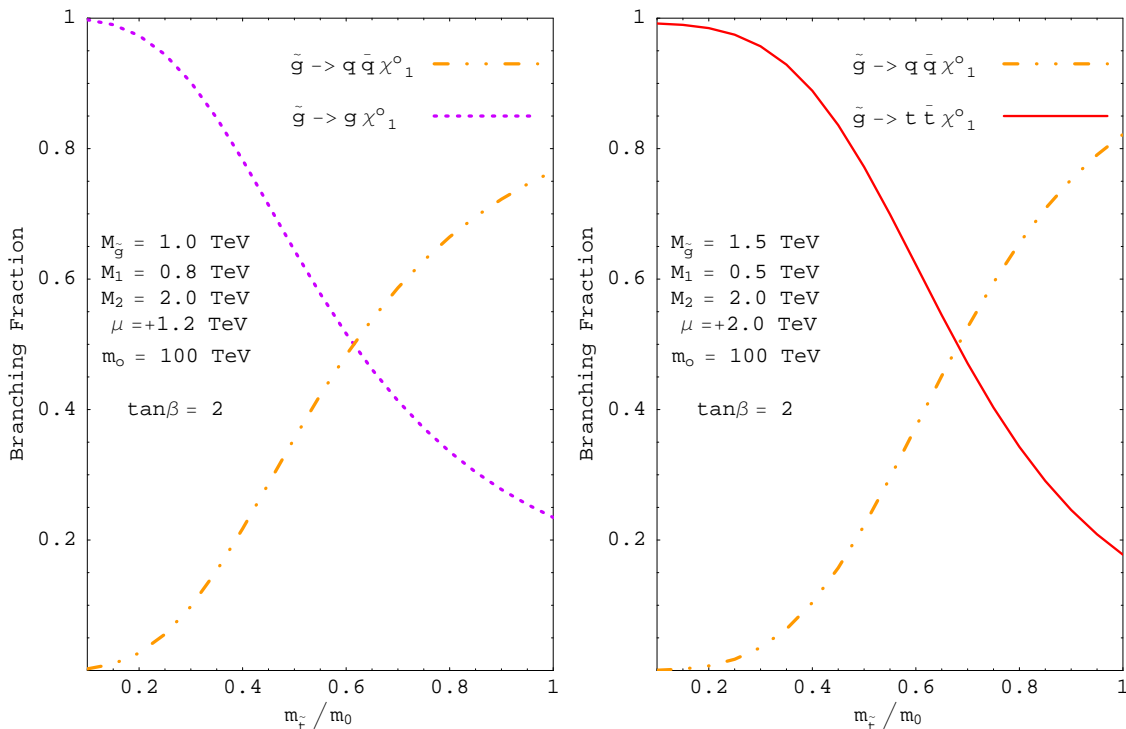 Branching Fraction
1
0.8
0.6
0.4
0.2
g̃ -> q q̄ χ°₁
g̃ -> g χ°₁
M_g̃ = 1.0 TeV
M₁ = 0.8 TeV
M₂ = 2.0 TeV
μ =+1.2 TeV
mₒ = 100 TeV
tanβ = 2
0.2 0.4 0.6 0.8 1
m_t̃ / m₀
Branching Fraction
1
0.8
0.6
0.4
0.2
g̃ -> q q̄ χ°₁
g̃ -> t t̄ χ°₁
M_g̃ = 1.5 TeV
M₁ = 0.5 TeV
M₂ = 2.0 TeV
μ =+2.0 TeV
mₒ = 100 TeV
tanβ = 2
0.2 0.4 0.6 0.8 1
m_t̃ / m₀